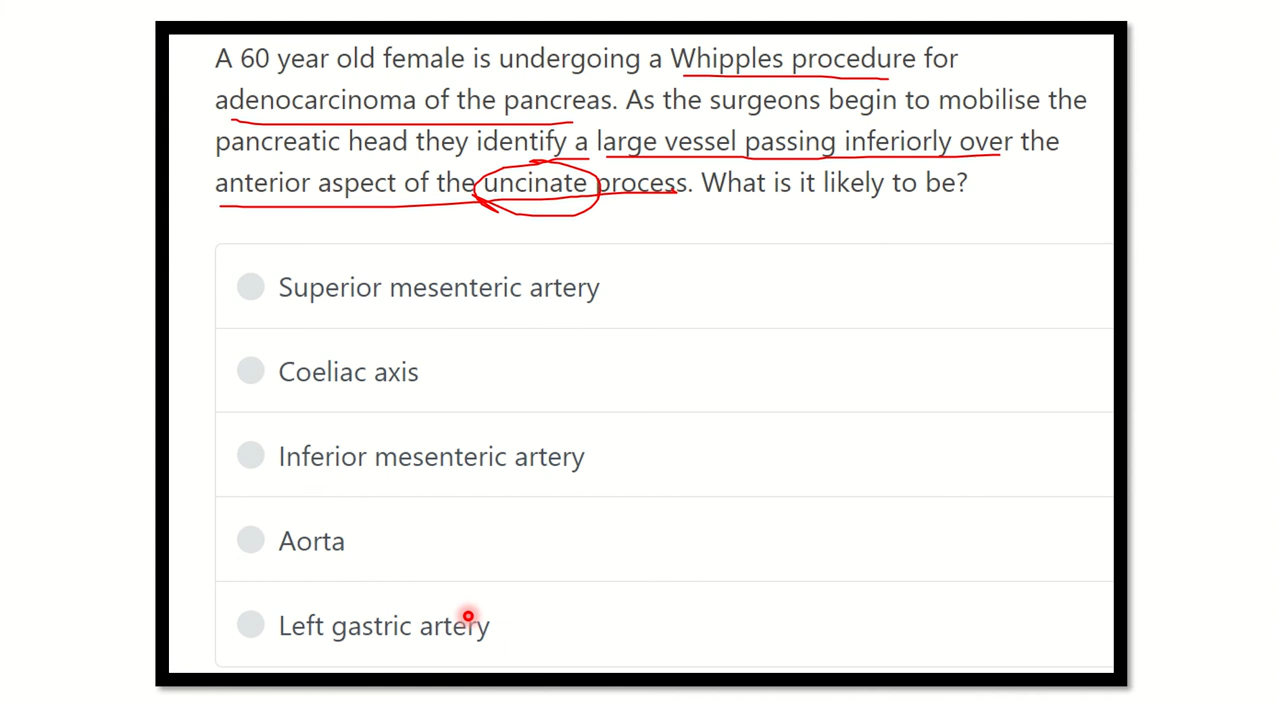 A 60 year old female is undergoing a Whipples procedure for
adenocarcinoma of the pancreas. As the surgeons begin to mobilise the
pancreatic head they identify a large vessel passing inferiorly over the
anterior aspect of the uncinate process. What is it likely to be?
Superior mesenteric artery
Coeliac axis
Inferior mesenteric artery
Aorta
Left gastric artery